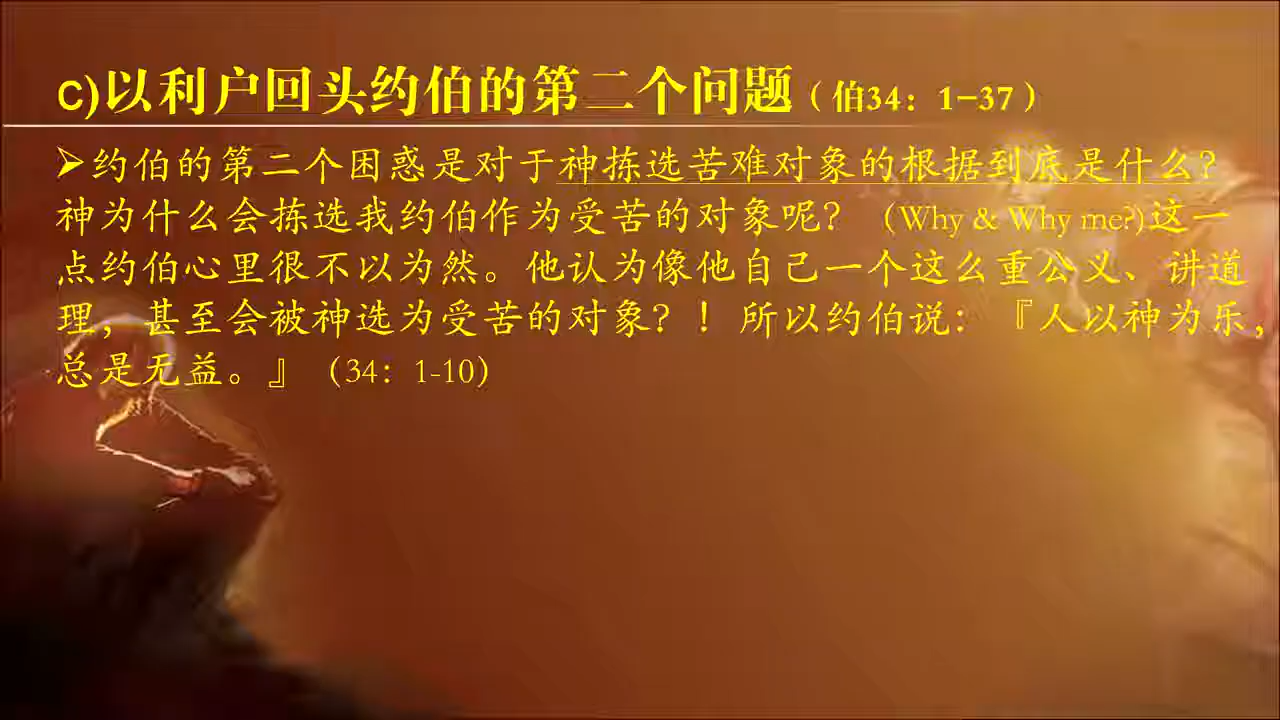 c)以利户回头约伯的第二个问题（伯34：1-37）
➢约伯的第二个困惑是对于神拣选苦难对象的根据到底是什么？
神为什么会拣选我约伯作为受苦的对象呢？（Why & Why me?)这一
点约伯心里很不以为然。他认为像他自己一个这么重公义、讲道
理，甚至会被神选为受苦的对象？！所以约伯说：『人以神为乐，
总是无益。』（34：1-10）